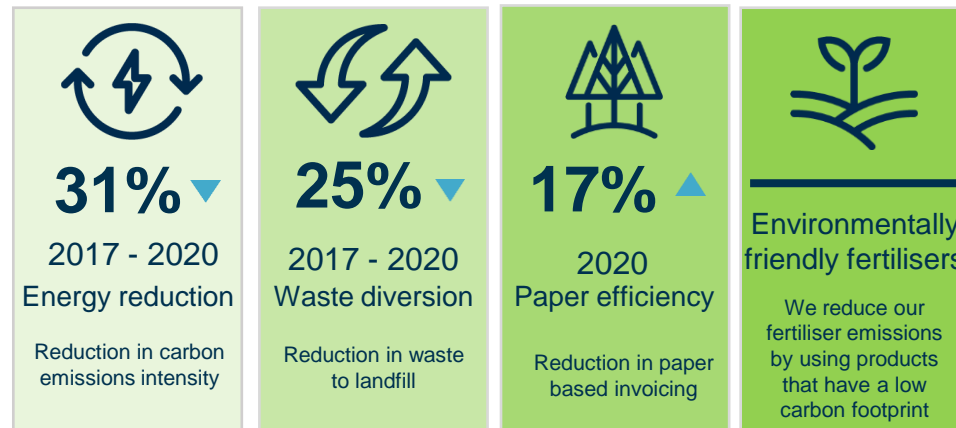 31%
2017 - 2020
Energy reduction
Reduction in carbon
emissions intensity
25%
2017 - 2020
Waste diversion
Reduction in waste
to landfill
17%
2020
Paper efficiency
Reduction in paper
based invoicing
Environmentally
friendly fertilisers
We reduce our
fertiliser emissions
by using products
that have a low
carbon footprint